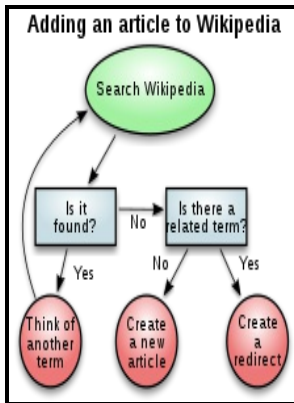 Adding an article to Wikipedia
Search Wikipedia
Is it
found?
No
Is there a
related term?
Yes
No
Yes
Think of
another
term
Create
a new
article
Create
a
redirect